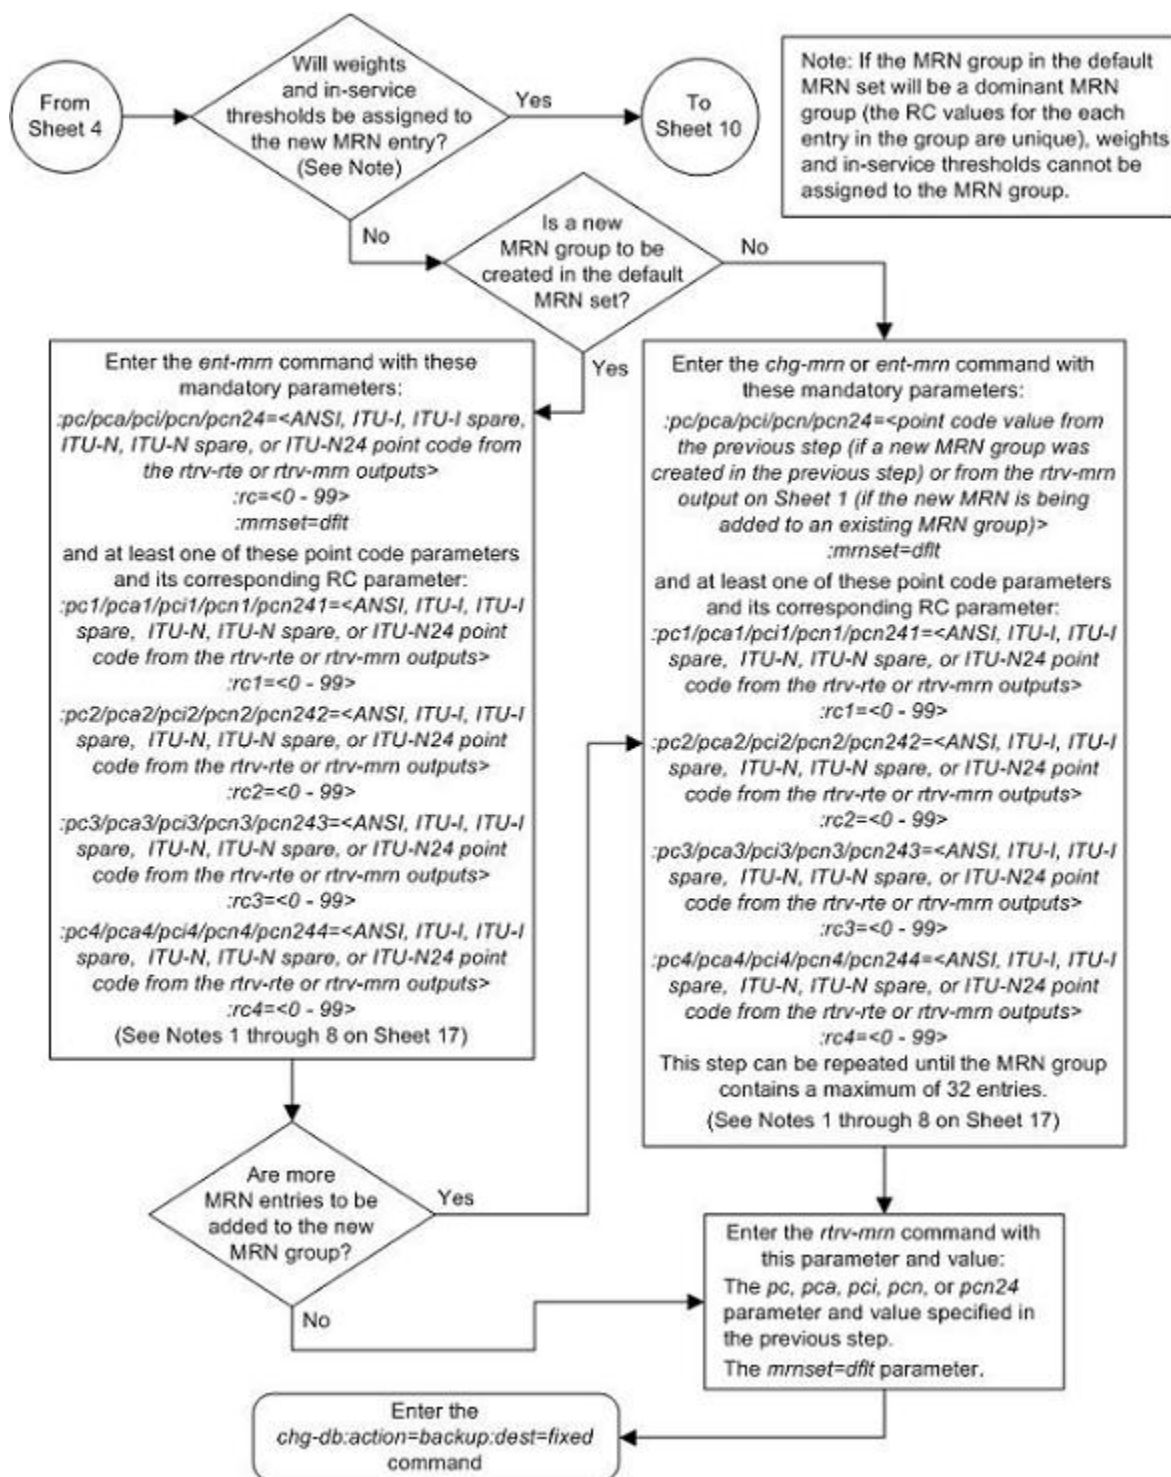 From
Sheet 4
Will weights
and in-service
thresholds be assigned to
the new MRN entry?
(See Note)
Yes
To
Sheet 10
Note: If the MRN group in the default
MRN set will be a dominant MRN
group (the RC values for the each
entry in the group are unique), weights
and in-service thresholds cannot be
assigned to the MRN group.
No
Is a new
MRN group to be
created in the default
MRN set?
No
Yes
Enter the ent-mrn command with these
mandatory parameters:
:pc/pca/pci/pcn/pcn24=<ANSI, ITU-I, ITU-I spare,
ITU-N, ITU-N spare, or ITU-N24 point code from
the rtrv-rte or rtrv-mrn outputs>
:rc=<0 - 99>
:mrnset=dflt
and at least one of these point code parameters
and its corresponding RC parameter:
:pc1/pca1/pci1/pcn1/pcn241=<ANSI, ITU-I, ITU-I
spare, ITU-N, ITU-N spare, or ITU-N24 point
code from the rtrv-rte or rtrv-mrn outputs>
:rc1=<0 - 99>
:pc2/pca2/pci2/pcn2/pcn242=<ANSI, ITU-I, ITU-I
spare, ITU-N, ITU-N spare, or ITU-N24 point
code from the rtrv-rte or rtrv-mrn outputs>
:rc2=<0 - 99>
:pc3/pca3/pci3/pcn3/pcn243=<ANSI, ITU-I, ITU-I
spare, ITU-N, ITU-N spare, or ITU-N24 point
code from the rtrv-rte or rtrv-mrn outputs>
:rc3=<0 - 99>
:pc4/pca4/pci4/pcn4/pcn244=<ANSI, ITU-I, ITU-I
spare, ITU-N, ITU-N spare, or ITU-N24 point
code from the rtrv-rte or rtrv-mrn outputs>
:rc4=<0 - 99>
(See Notes 1 through 8 on Sheet 17)
Enter the chg-mrn or ent-mrn command with
these mandatory parameters:
:pc/pca/pci/pcn/pcn24=<point code value from
the previous step (if a new MRN group was
created in the previous step) or from the rtrv-mrn
output on Sheet 1 (if the new MRN is being
added to an existing MRN group)>
:mrnset=dflt
and at least one of these point code parameters
and its corresponding RC parameter:
:pc1/pca1/pci1/pcn1/pcn241=<ANSI, ITU-I, ITU-I
spare, ITU-N, ITU-N spare, or ITU-N24 point
code from the rtrv-rte or rtrv-mrn outputs>
:rc1=<0 - 99>
:pc2/pca2/pci2/pcn2/pcn242=<ANSI, ITU-I, ITU-I
spare, ITU-N, ITU-N spare, or ITU-N24 point
code from the rtrv-rte or rtrv-mrn outputs>
:rc2=<0 - 99>
:pc3/pca3/pci3/pcn3/pcn243=<ANSI, ITU-I, ITU-I
spare, ITU-N, ITU-N spare, or ITU-N24 point
code from the rtrv-rte or rtrv-mrn outputs>
:rc3=<0 - 99>
:pc4/pca4/pci4/pcn4/pcn244=<ANSI, ITU-I, ITU-I
spare, ITU-N, ITU-N spare, or ITU-N24 point
code from the rtrv-rte or rtrv-mrn outputs>
:rc4=<0 - 99>
This step can be repeated until the MRN group
contains a maximum of 32 entries.
(See Notes 1 through 8 on Sheet 17)
Are more
MRN entries to be
added to the new
MRN group?
Yes
No
Enter the rtrv-mrn command with
this parameter and value:
The pc, pca, pci, pcn, or pcn24
parameter and value specified in
the previous step.
The mrnset=dflt parameter.
Enter the
chg-db:action=backup:dest=fixed
command